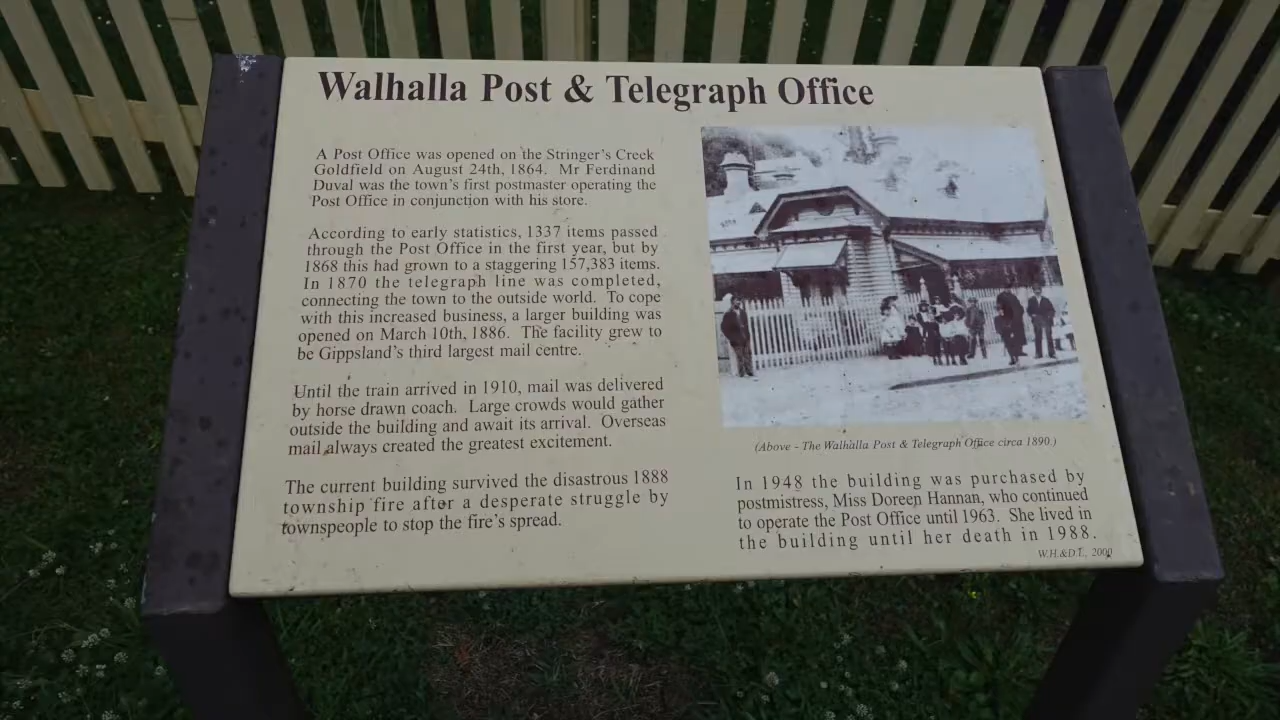 Walhalla Post & Telegraph Office
A Post Office was opened on the Stringer's Creek
Goldfield on August 24th, 1864. Mr Ferdinand
Duval was the town's first postmaster operating the
Post Office in conjunction with his store.
According to early statistics, 1337 items passed
through the Post Office in the first year, but by
1868 this had grown to a staggering 157,383 items.
In 1870 the telegraph line was completed,
connecting the town to the outside world. To cope
with this increased business, a larger building was
opened on March 10th, 1886. The facility grew to
be Gippsland's third largest mail centre.
Until the train arrived in 1910, mail was delivered
by horse drawn coach. Large crowds would gather
outside the building and await its arrival. Overseas
mail always created the greatest excitement.
The current building survived the disastrous 1888
township fire after a desperate struggle by
townspeople to stop the fire's spread.
(Above - The Walhalla Post & Telegraph Office circa 1890.)
In 1948 the building was purchased by
postmistress, Miss Doreen Hannan, who continued
to operate the Post Office until 1963. She lived in
the building until her death in 1988.
W.H.&D.L., 2000